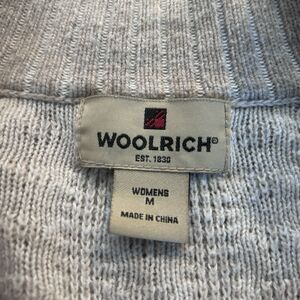 WOOLRICH®
EST. 1830
WOMENS
M
MADE IN CHINA